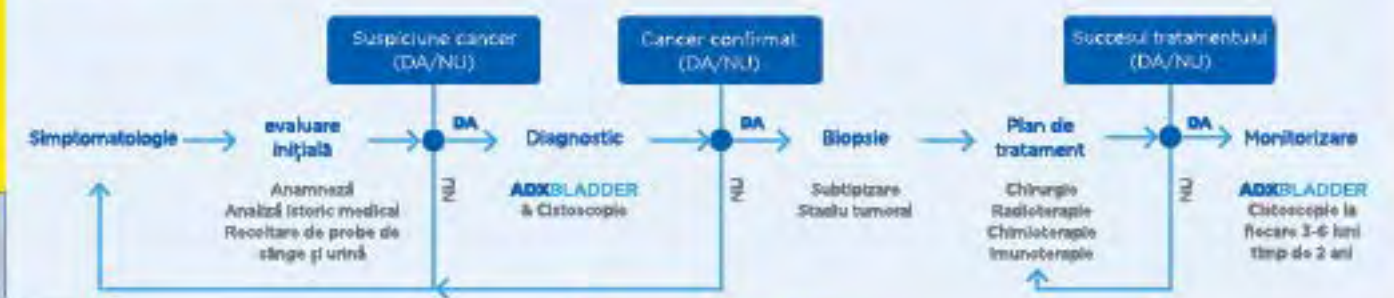 Suspiciune cancer
(DA/NU)
Cancer confirmat
(DA/NU)
Succesul tratamentului
(DA/NU)
Simptomatologie
evaluare
inițială
DA
Diagnostic
DA
Biopsie
Plan de
tratament
DA
Monitorizare
Anamneză
Analiză istoric medical
Recoltare de probe de
sânge și urină
NU
ADXBLADDER
& Cistoscopie
NU
Subtipizare
Stadiu tumoral
Chirurgie
Radioterapie
Chimioterapie
Imunoterapie
NU
ADXBLADDER
Cistoscopie la
fiecare 3-6 luni
timp de 2 ani